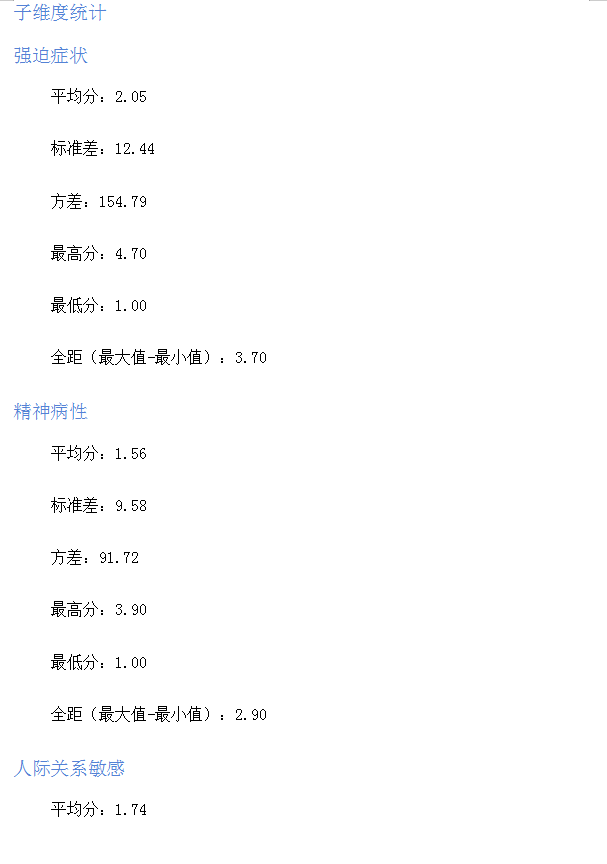 子维度统计
强迫症状
平均分：2.05
标准差：12.44
方差：154.79
最高分：4.70
最低分：1.00
全距（最大值-最小值）：3.70
精神病性
平均分：1.56
标准差：9.58
方差：91.72
最高分：3.90
最低分：1.00
全距（最大值-最小值）：2.90
人际关系敏感
平均分：1.74